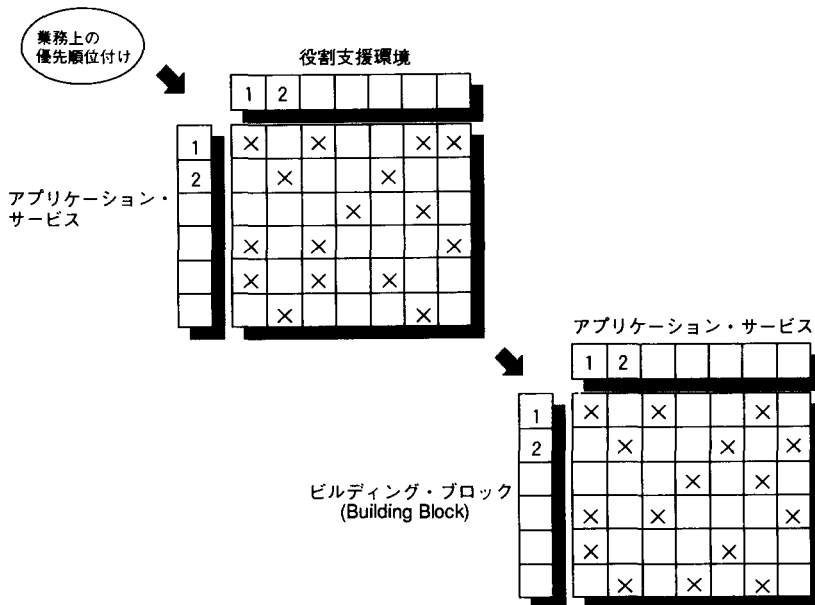 業務上の
優先順位付け
役割支援環境
1 2
1 × × × ×
2 × ×
アプリケーション・
サービス
× ×
× × ×
× × ×
× ×
アプリケーション・サービス
1 2
1 × × ×
2 × × ×
× ×
ビルディング・ブロック
(Building Block)
× × ×
× ×
× × ×